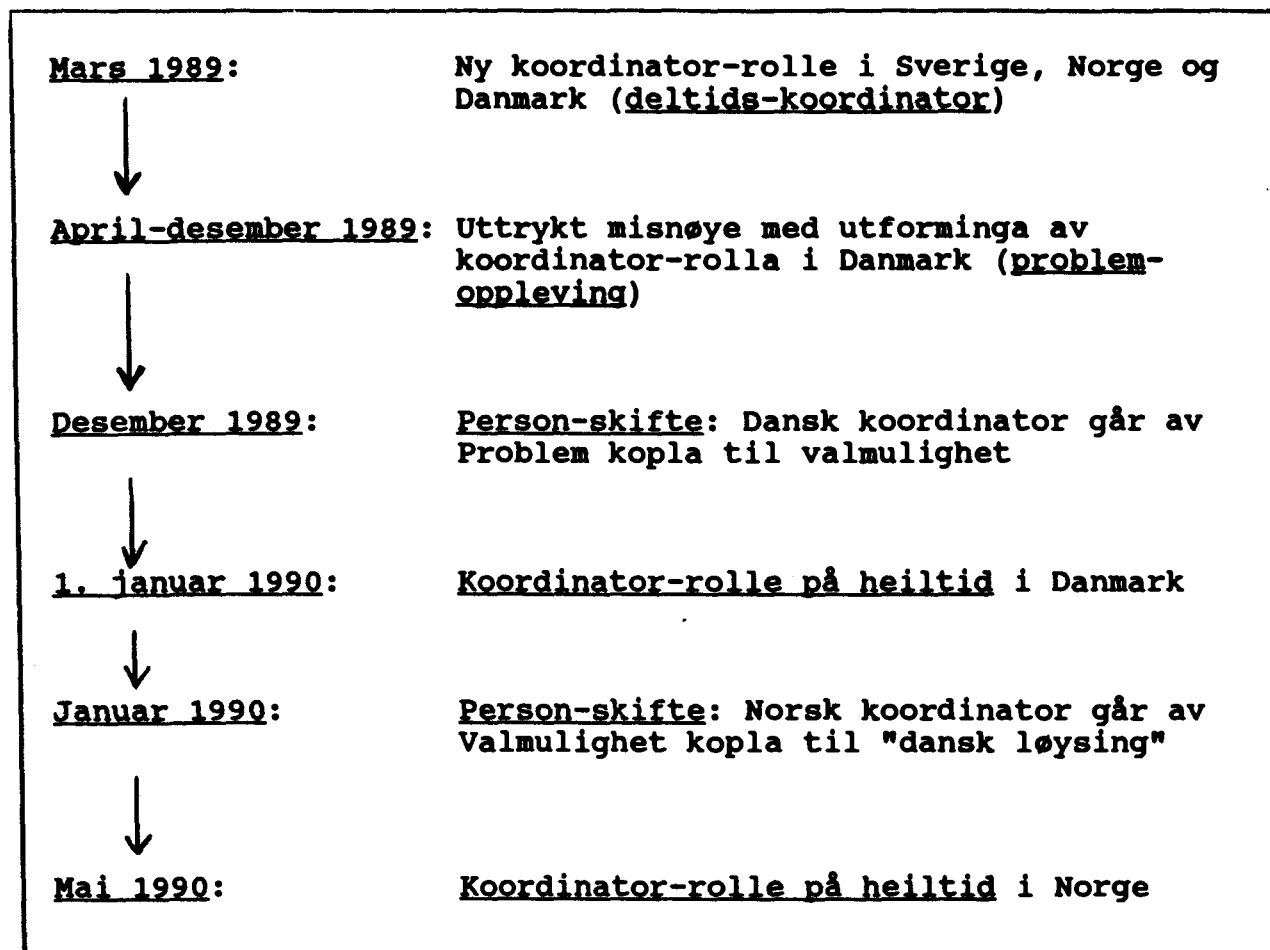 Mars 1989: Ny koordinator-rolle i Sverige, Norge og
Danmark (deltids-koordinator)
April-desember 1989: Uttrykt misnøye med utforminga av
koordinator-rolla i Danmark (problem-
oppleving)
Desember 1989: Person-skifte: Dansk koordinator går av
Problem kopla til valmulighet
1. januar 1990: Koordinator-rolle på heiltid i Danmark
Januar 1990: Person-skifte: Norsk koordinator går av
Valmulighet kopla til "dansk løysing"
Mai 1990: Koordinator-rolle på heiltid i Norge